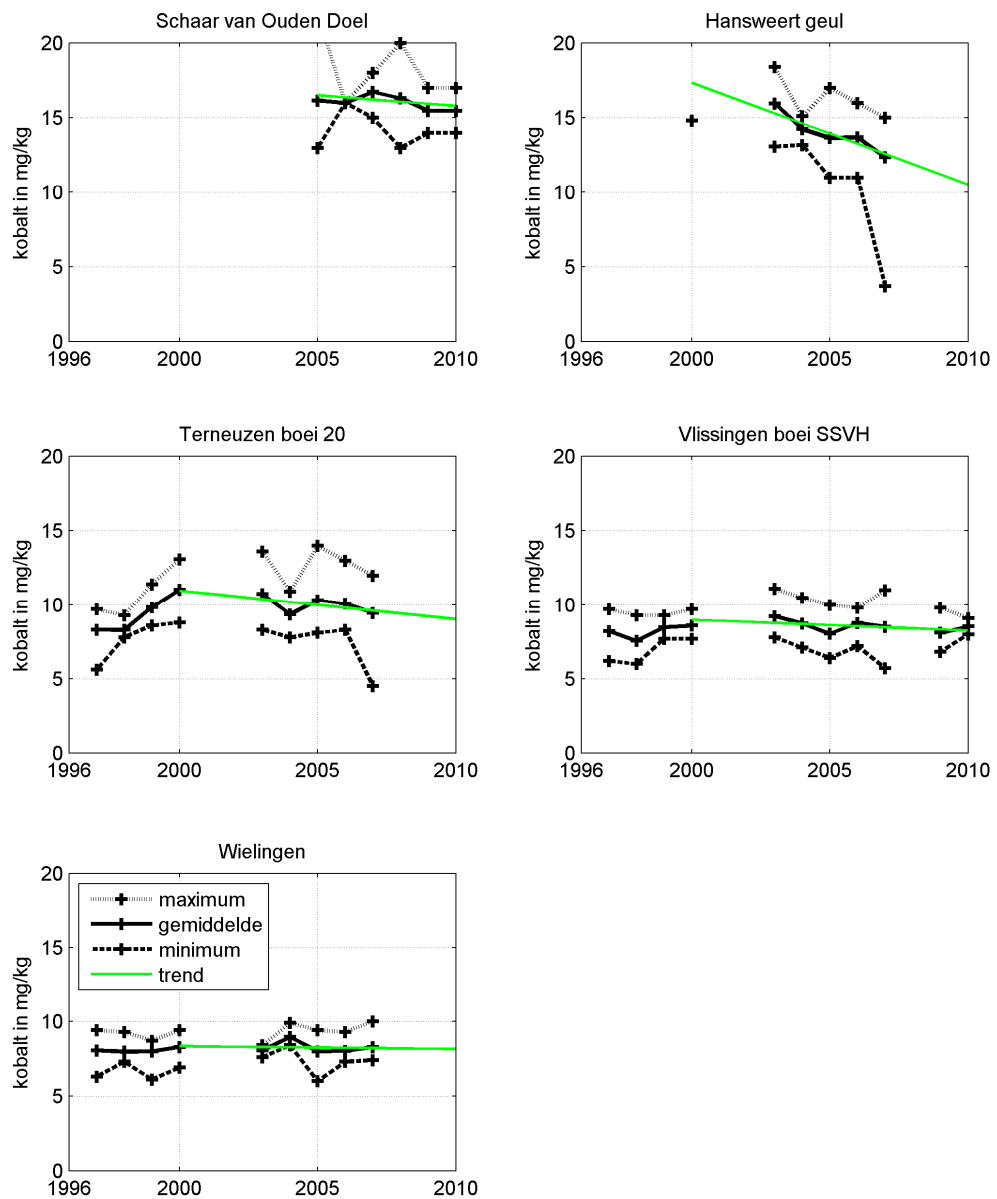 Schaar van Ouden Doel
Hansweert geul
20
15
10
5
0
kobalt in mg/kg
1996 2000 2005 2010
20
15
10
5
0
kobalt in mg/kg
1996 2000 2005 2010
Terneuzen boei 20
Vlissingen boei SSVH
20
15
10
5
0
kobalt in mg/kg
1996 2000 2005 2010
20
15
10
5
0
kobalt in mg/kg
1996 2000 2005 2010
Wielingen
20
15
10
5
0
kobalt in mg/kg
maximum
gemiddelde
minimum
trend
1996 2000 2005 2010